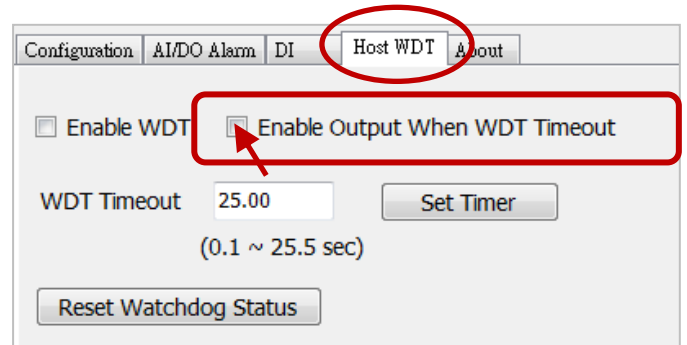 Configuration AI/DO Alarm DI Host WDT About
Enable WDT Enable Output When WDT Timeout
WDT Timeout 25.00 Set Timer
(0.1 ~ 25.5 sec)
Reset Watchdog Status